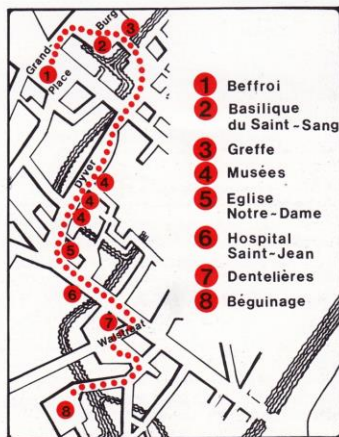 Burg
3
2
Grand-
Place
1
Dyver
4
4
4
5
6
7
Walstraat
8
1 Beffroi
2 Basilique
du Saint-Sang
3 Greffe
4 Musées
5 Eglise
Notre-Dame
6 Hospital
Saint-Jean
7 Dentelières
8 Béguinage